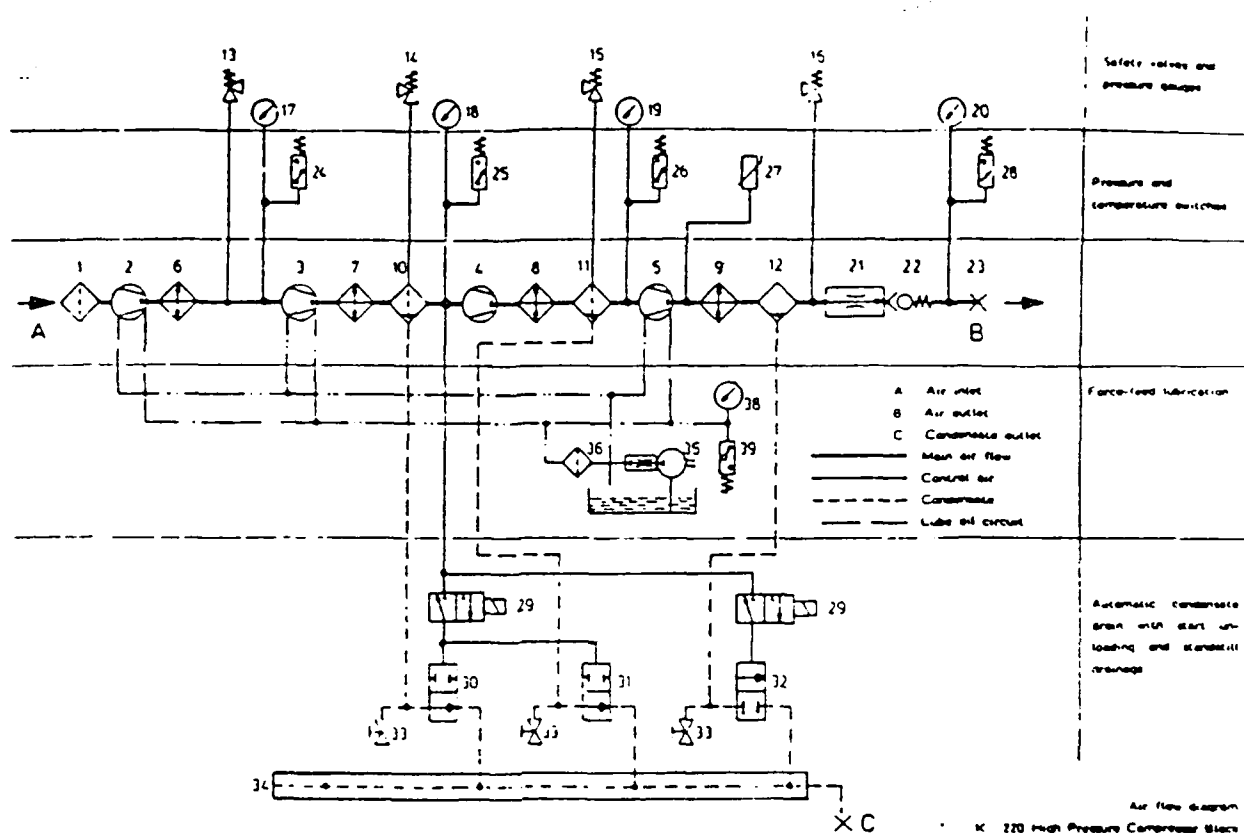 13
14
15
16
Safety valves and
pressure gauges
17
18
19
20
24
25
26
27
28
Pressure and
temperature switches
1
2
6
3
7
10
4
8
11
5
9
12
21
22
23
A
B
A Air inlet
B Air outlet
C Condensate outlet
Main air flow
Control air
Condensate
Lube oil circuit
Force-feed lubrication
38
36
35
39
29
29
Automatic condensate
drain with start un-
loading and standstill
drainage
30
31
32
33
33
33
34
C
Air flow diagram
K 220 High Pressure Compressor Block